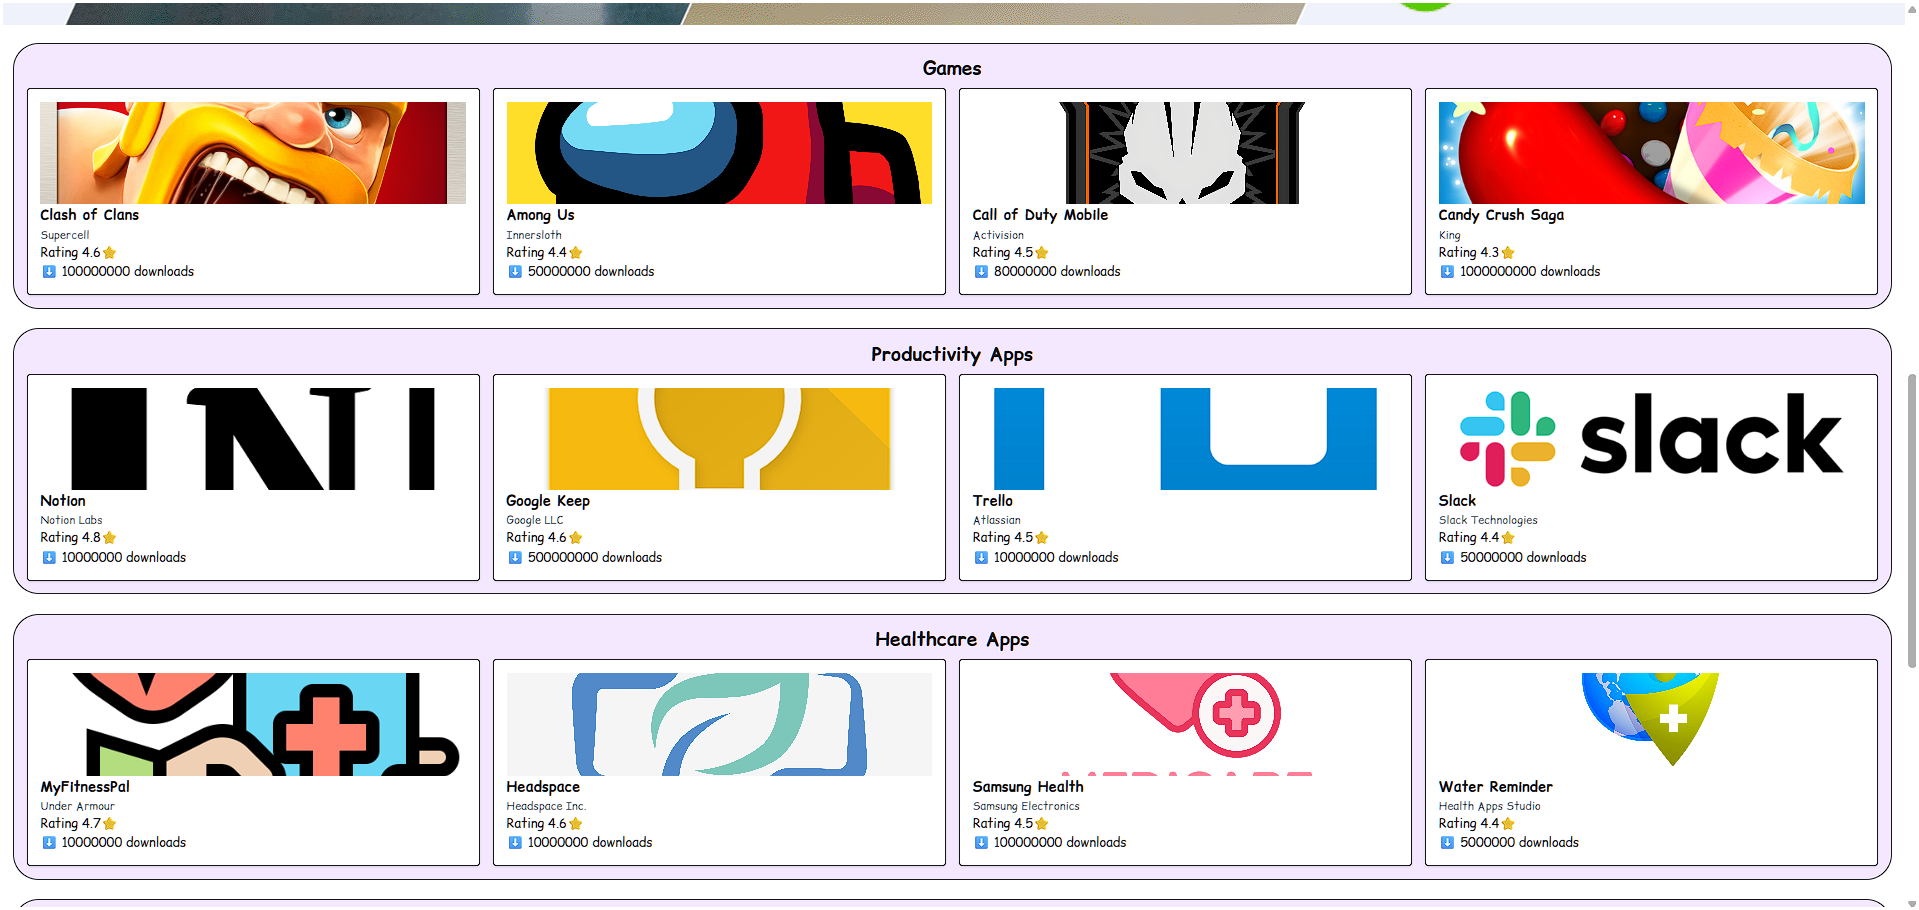 Games
Clash of Clans
Supercell
Rating 4.6⭐
⬇️ 100000000 downloads
Among Us
Innersloth
Rating 4.4⭐
⬇️ 50000000 downloads
Call of Duty Mobile
Activision
Rating 4.5⭐
⬇️ 80000000 downloads
Candy Crush Saga
King
Rating 4.3⭐
⬇️ 1000000000 downloads
Productivity Apps
Notion
Notion Labs
Rating 4.8⭐
⬇️ 10000000 downloads
Google Keep
Google LLC
Rating 4.6⭐
⬇️ 500000000 downloads
Trello
Atlassian
Rating 4.5⭐
⬇️ 10000000 downloads
slack
Slack
Slack Technologies
Rating 4.4⭐
⬇️ 50000000 downloads
Healthcare Apps
MyFitnessPal
Under Armour
Rating 4.7⭐
⬇️ 10000000 downloads
Headspace
Headspace Inc.
Rating 4.6⭐
⬇️ 10000000 downloads
Samsung Health
Samsung Electronics
Rating 4.5⭐
⬇️ 100000000 downloads
Water Reminder
Health Apps Studio
Rating 4.4⭐
⬇️ 5000000 downloads